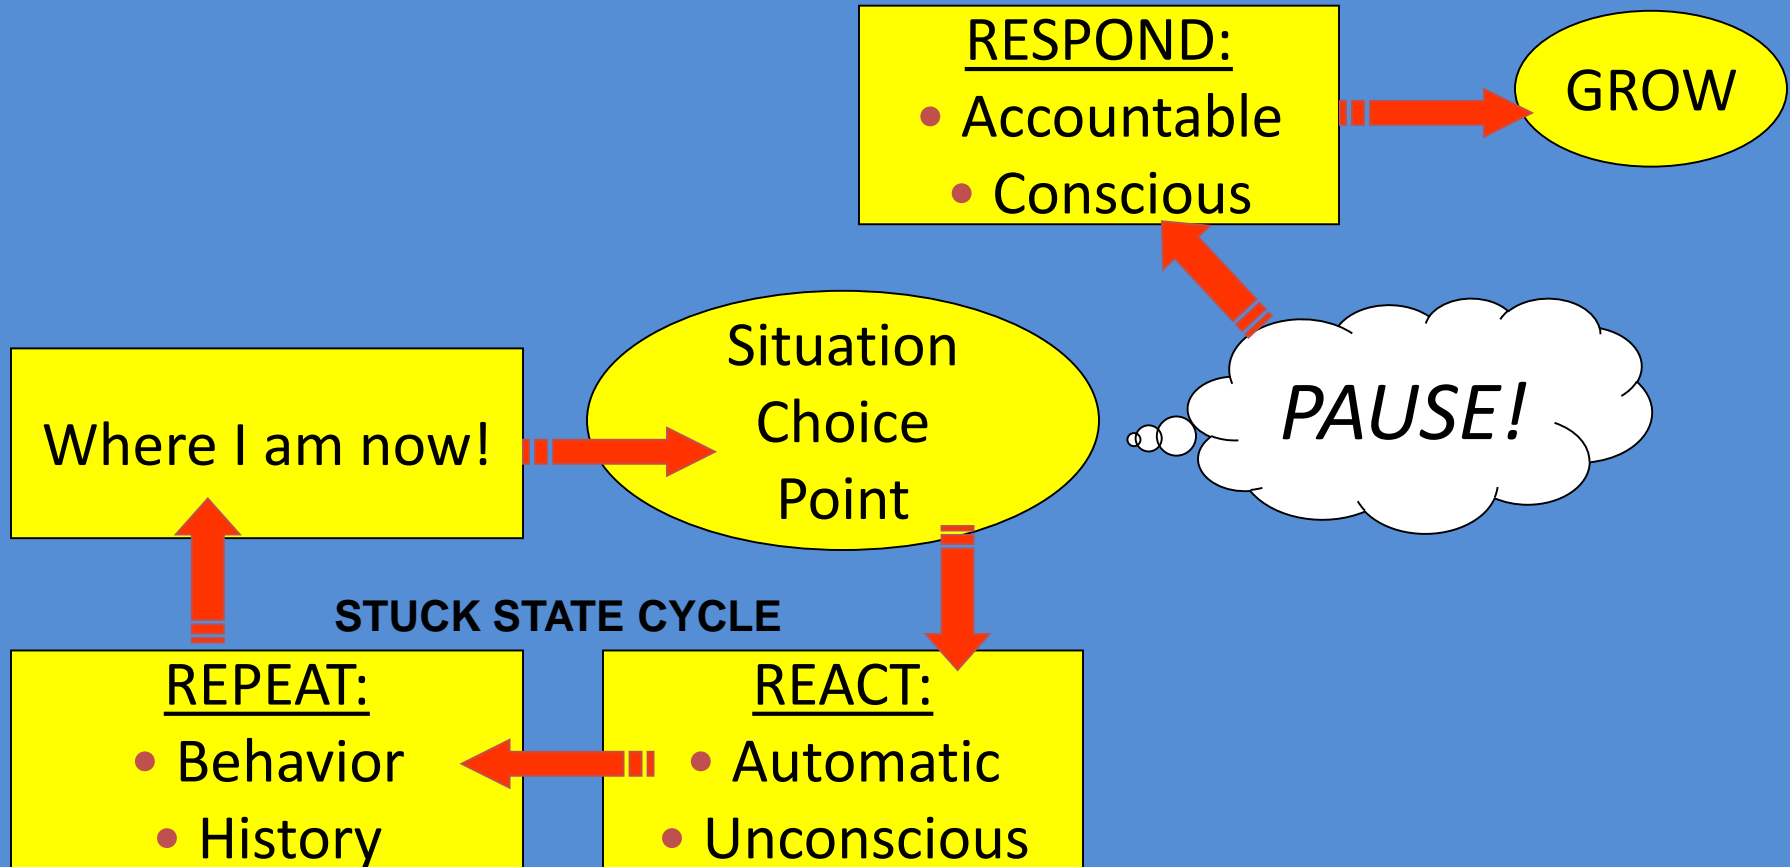 RESPOND:
• Accountable
• Conscious
GROW
Where I am now!
Situation
Choice
Point
PAUSE!
STUCK STATE CYCLE
REPEAT:
• Behavior
• History
REACT:
• Automatic
• Unconscious